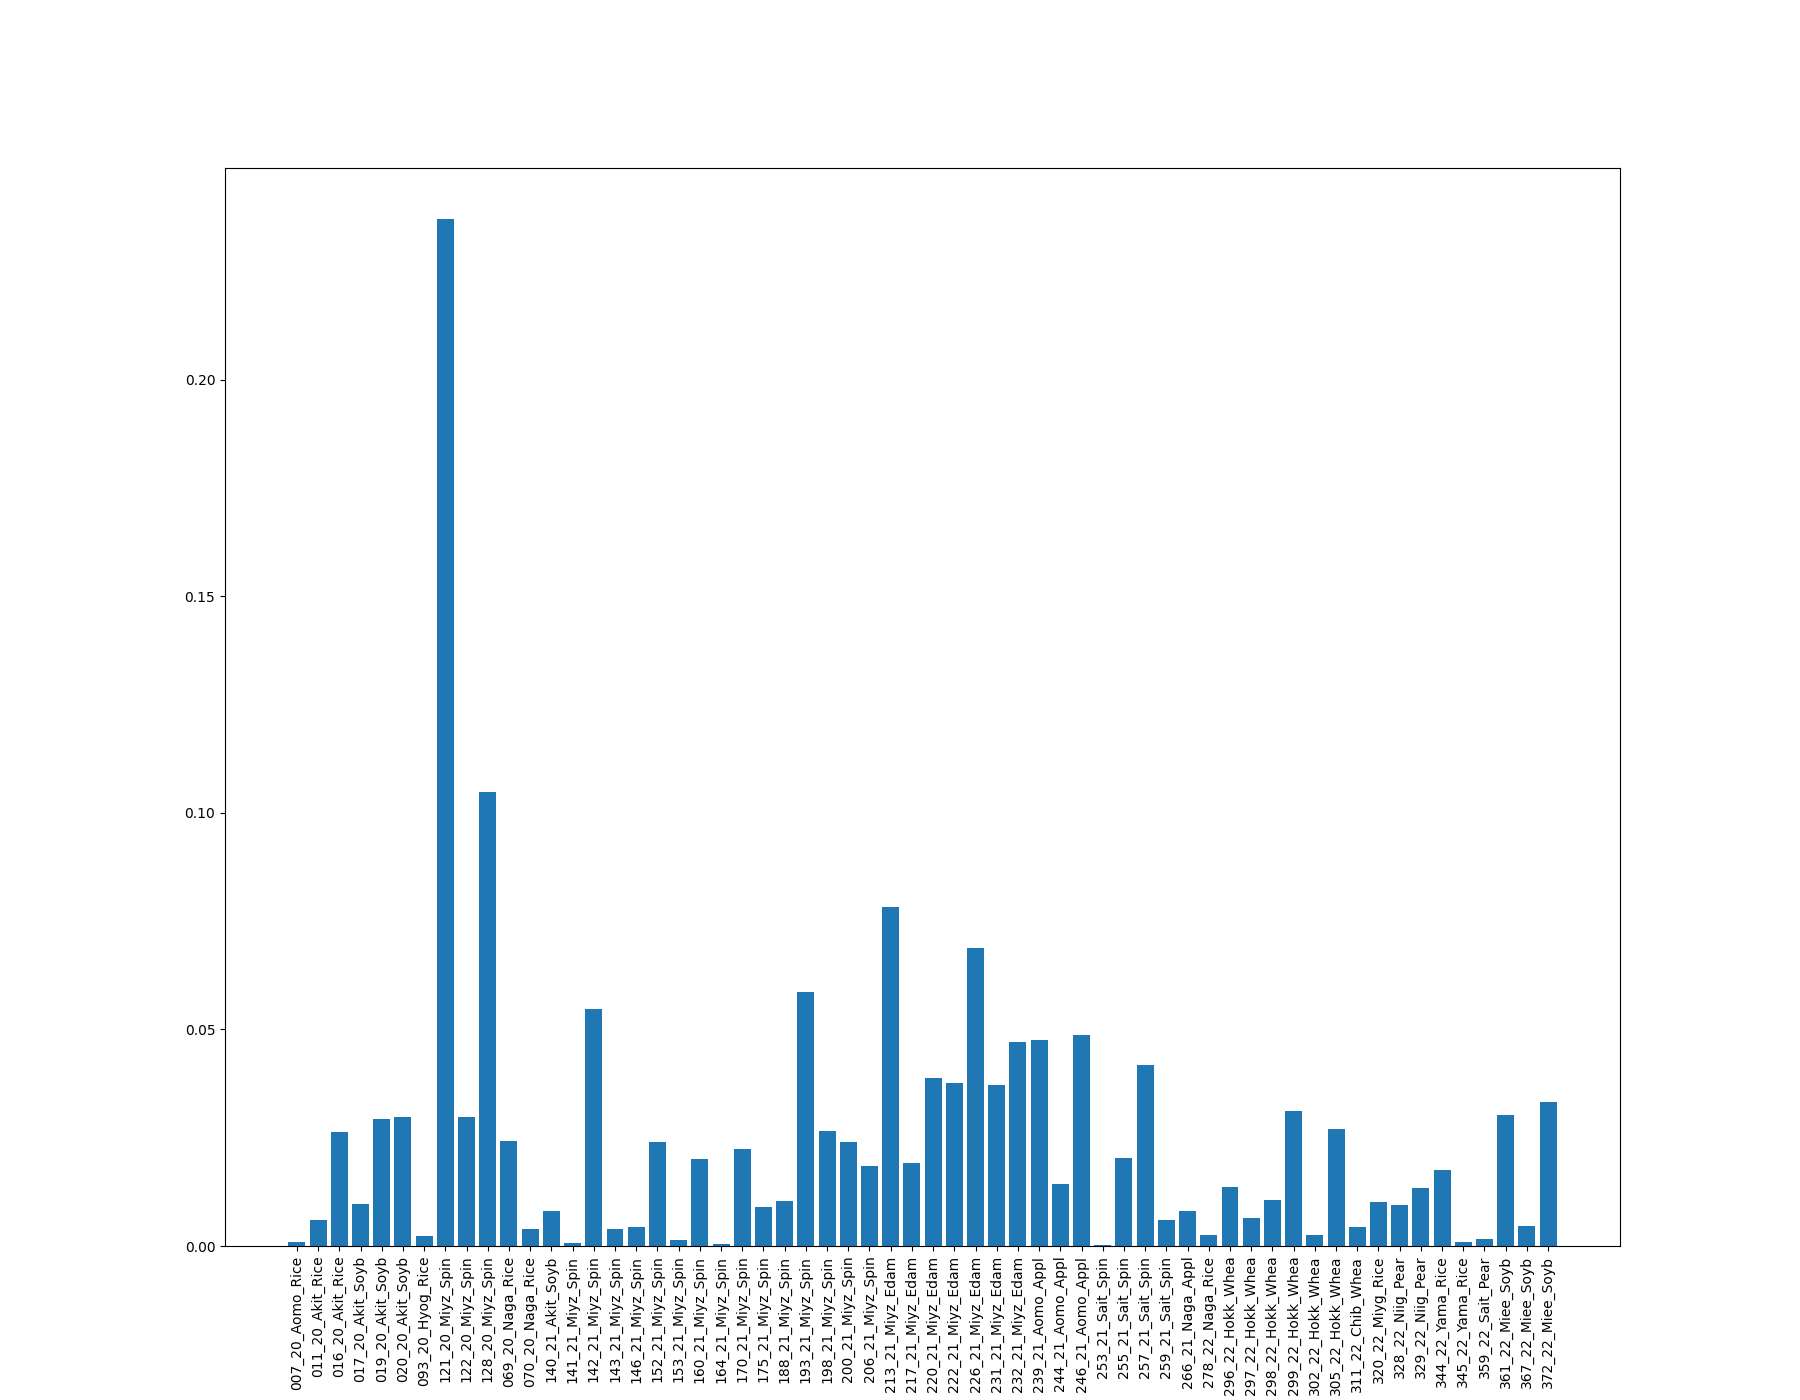 0.20
0.15
0.10
0.05
0.00
007_20_Aomo_Rice
011_20_Akit_Rice
016_20_Akit_Rice
017_20_Akit_Soyb
019_20_Akit_Soyb
020_20_Akit_Soyb
093_20_Hyog_Rice
121_20_Miyz_Spin
122_20_Miyz_Spin
128_20_Miyz_Spin
069_20_Naga_Rice
070_20_Naga_Rice
140_21_Akit_Soyb
141_21_Miyz_Spin
142_21_Miyz_Spin
143_21_Miyz_Spin
146_21_Miyz_Spin
152_21_Miyz_Spin
153_21_Miyz_Spin
160_21_Miyz_Spin
164_21_Miyz_Spin
170_21_Miyz_Spin
175_21_Miyz_Spin
188_21_Miyz_Spin
193_21_Miyz_Spin
198_21_Miyz_Spin
200_21_Miyz_Spin
206_21_Miyz_Spin
213_21_Miyz_Edam
217_21_Miyz_Edam
220_21_Miyz_Edam
222_21_Miyz_Edam
226_21_Miyz_Edam
231_21_Miyz_Edam
232_21_Miyz_Edam
239_21_Aomo_Appl
244_21_Aomo_Appl
246_21_Aomo_Appl
253_21_Sait_Spin
255_21_Sait_Spin
257_21_Sait_Spin
259_21_Sait_Spin
266_21_Naga_Appl
278_22_Naga_Rice
296_22_Hokk_Whea
297_22_Hokk_Whea
298_22_Hokk_Whea
299_22_Hokk_Whea
302_22_Hokk_Whea
305_22_Hokk_Whea
311_22_Chib_Whea
320_22_Miyg_Rice
328_22_Niig_Pear
329_22_Niig_Pear
344_22_Yama_Rice
345_22_Yama_Rice
359_22_Sait_Pear
361_22_Miee_Soyb
367_22_Miee_Soyb
372_22_Miee_Soyb